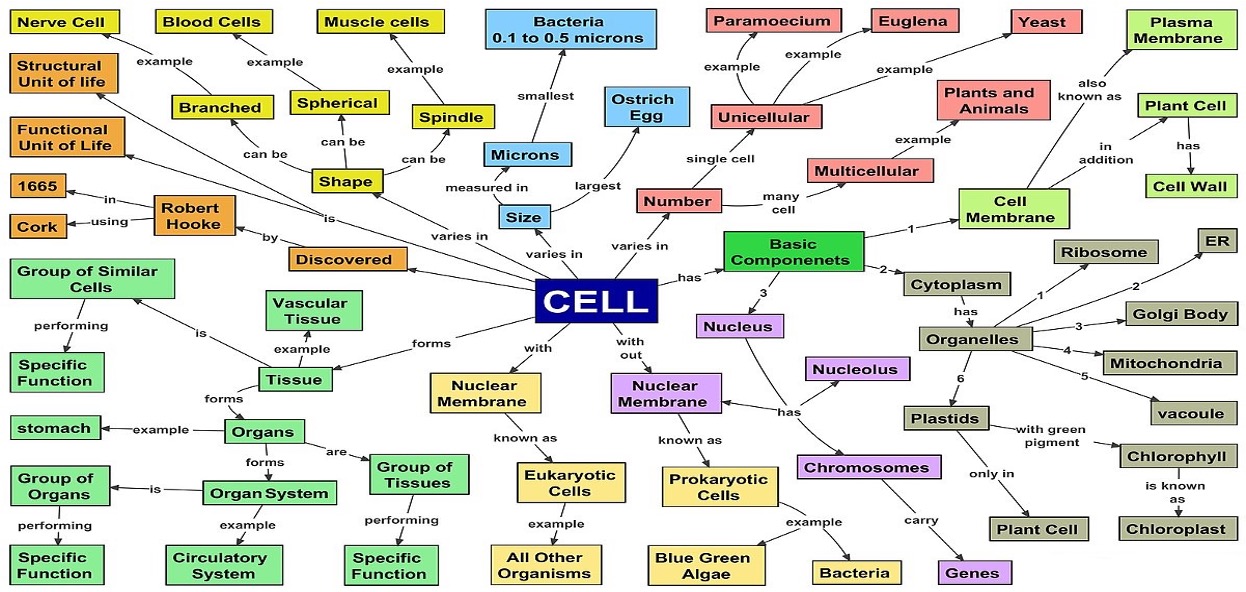 Nerve Cell
Blood Cells
Muscle cells
Bacteria
0.1 to 0.5 microns
Paramoecium
Euglena
Yeast
Plasma
Membrane
example
example
example
smallest
example
example
example
also
known as
Structural
Unit of life
Branched
Spherical
Spindle
Ostrich
Egg
Unicellular
Plants and
Animals
Plant Cell
Functional
Unit of Life
can be
can be
can be
Microns
measured in
largest
single cell
example
in
addition
has
1665
in
Robert
Hooke
Shape
Size
Number
many
cell
Multicellular
Cell
Membrane
Cell Wall
Cork
using
by
is
varies in
varies in
varies in
Discovered
CELL
has
Basic
Componenets
1
2
3
Cytoplasm
has
Ribosome
ER
Group of Similar
Cells
performing
Specific
Function
is
Vascular
Tissue
example
Tissue
forms
with
with
out
Nucleus
Organelles
1
2
3
4
5
6
Golgi Body
Mitochondria
vacoule
forms
Nuclear
Membrane
Nuclear
Membrane
has
Nucleolus
Plastids
with green
pigment
Chlorophyll
stomach
example
Organs
forms
are
known as
known as
Chromosomes
only in
is known
as
Group of
Organs
is
Organ System
Group of
Tissues
Eukaryotic
Cells
Prokaryotic
Cells
carry
Plant Cell
Chloroplast
performing
example
performing
example
example
Specific
Function
Circulatory
System
Specific
Function
All Other
Organisms
Blue Green
Algae
Bacteria
Genes